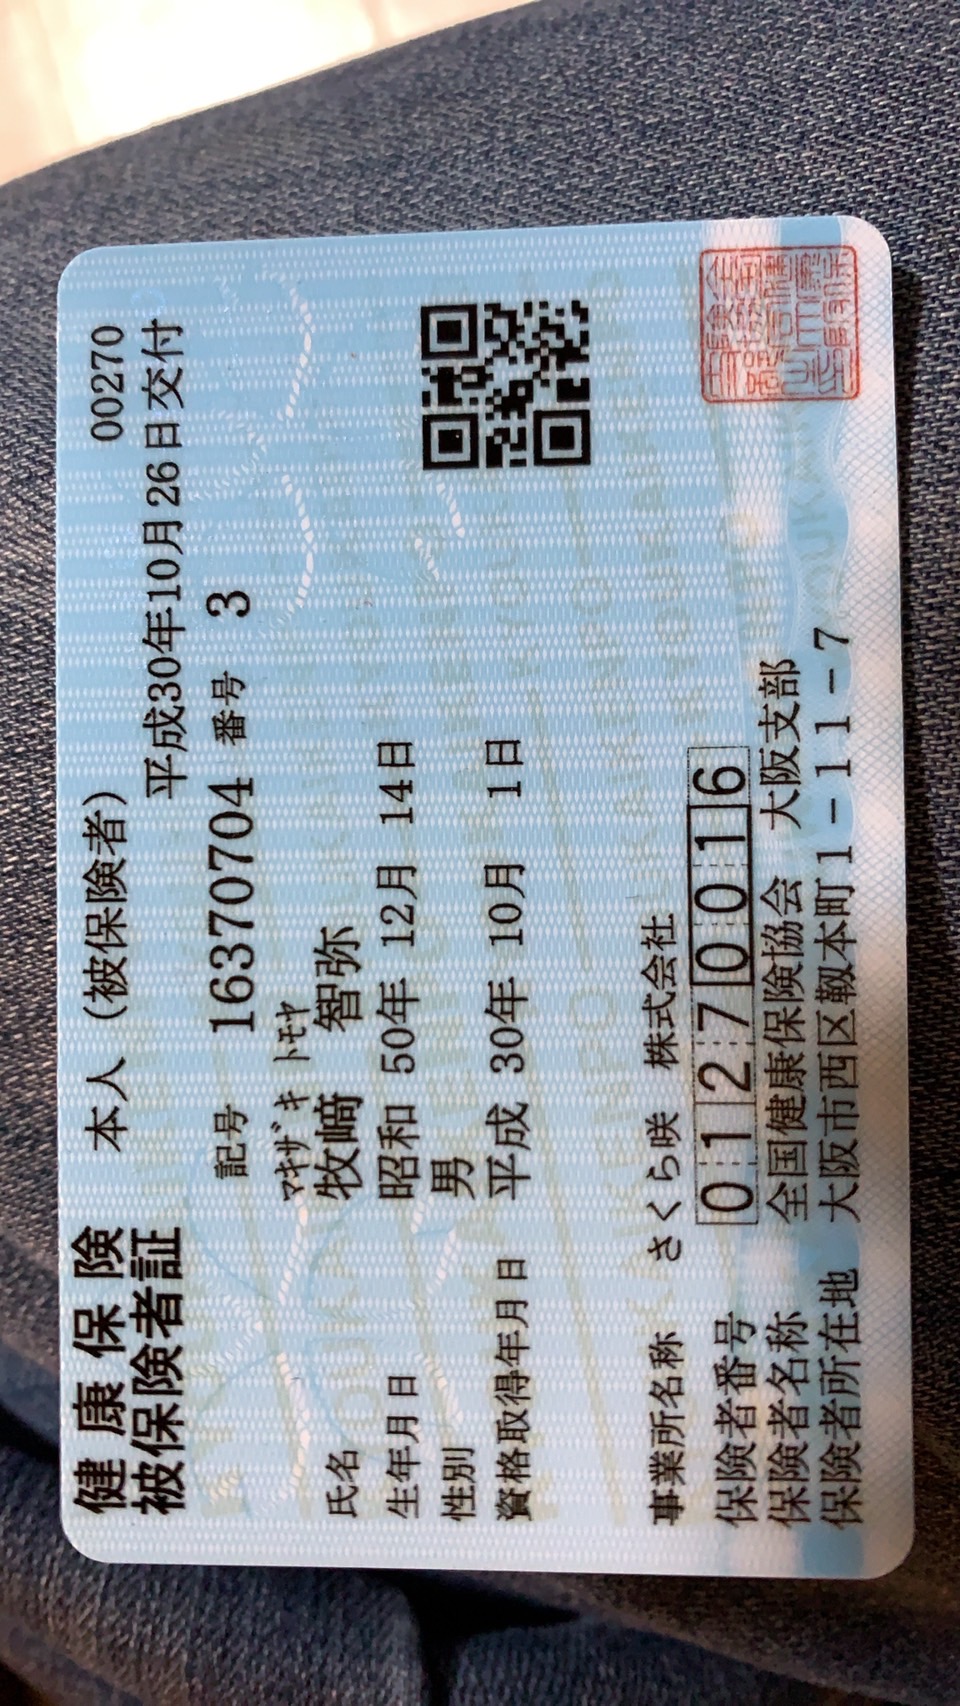 健康保険 本人 (被保険者) 00270
被保険者証 平成30年10月26日交付
記号 16370704 番号 3
マキザキ トモヤ
氏名 牧﨑 智弥
生年月日 昭和 50年 12月 14日
性別 男
資格取得年月日 平成 30年 10月 1日
事業所名称 さくら咲 株式会社
保険者番号 01270016
保険者名称 全国健康保険協会 大阪支部
保険者所在地 大阪市西区靱本町1-11-7